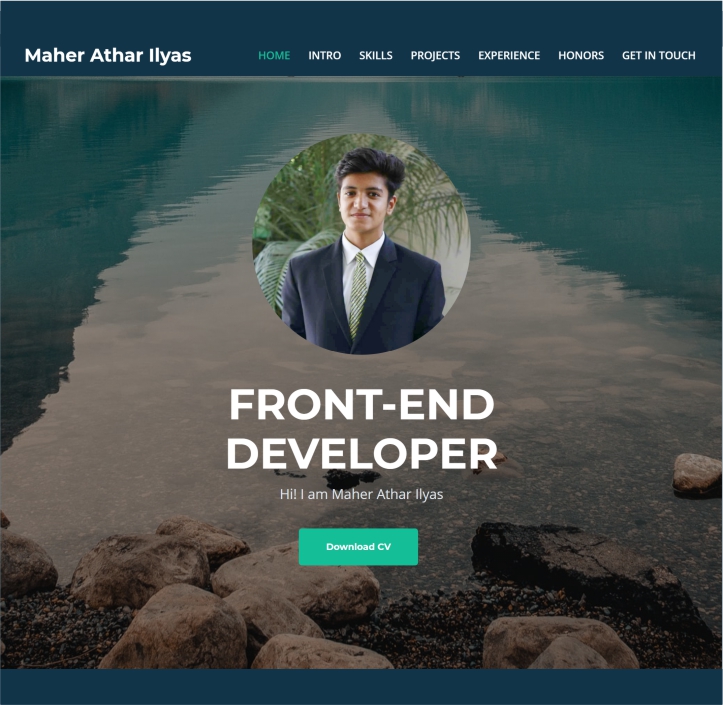 Maher Athar Ilyas
HOME INTRO SKILLS PROJECTS EXPERIENCE HONORS GET IN TOUCH
FRONT-END
DEVELOPER
Hi! I am Maher Athar Ilyas
Download CV